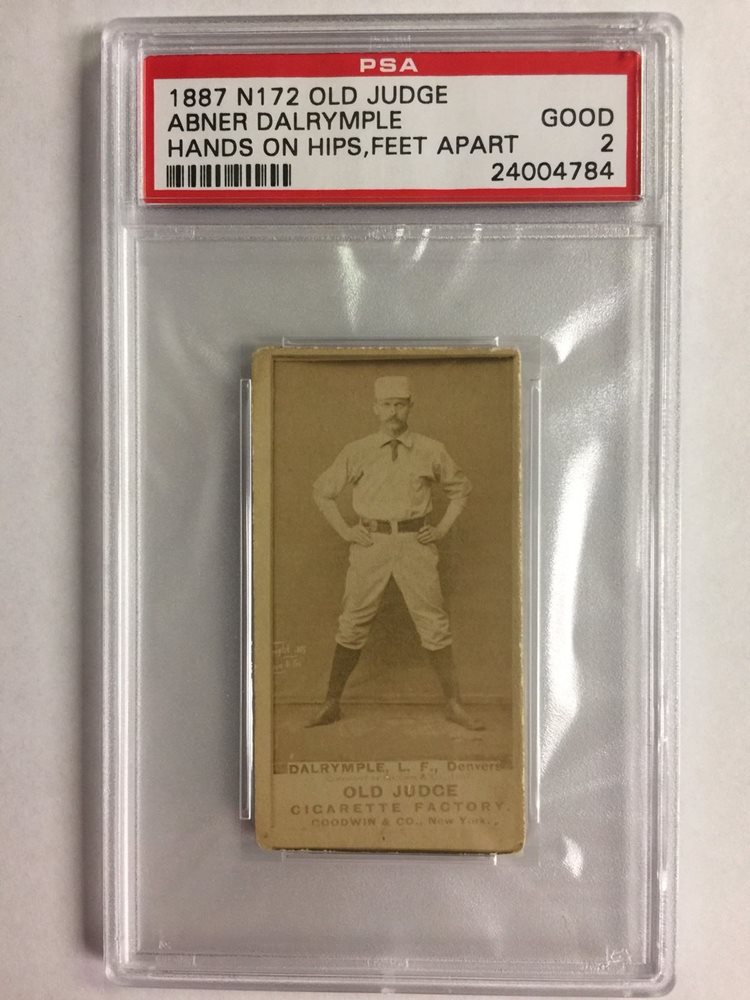 PSA
1887 N172 OLD JUDGE
ABNER DALRYMPLE GOOD
HANDS ON HIPS,FEET APART 2
24004784
DALRYMPLE, L. F., Denvers
OLD JUDGE
CIGARETTE FACTORY.
GOODWIN & CO., New York.